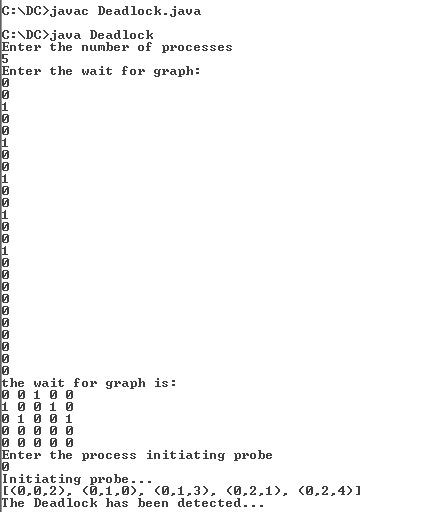 C:\DC>javac Deadlock.java
C:\DC>java Deadlock
Enter the number of processes
5
Enter the wait for graph:
0
0
1
0
0
1
0
0
1
0
0
1
0
0
1
0
0
0
0
0
0
0
0
0
0
the wait for graph is:
0 0 1 0 0
1 0 0 1 0
0 1 0 0 1
0 0 0 0 0
0 0 0 0 0
Enter the process initiating probe
0
Initiating probe...
[(0,0,2), (0,1,0), (0,1,3), (0,2,1), (0,2,4)]
The Deadlock has been detected...